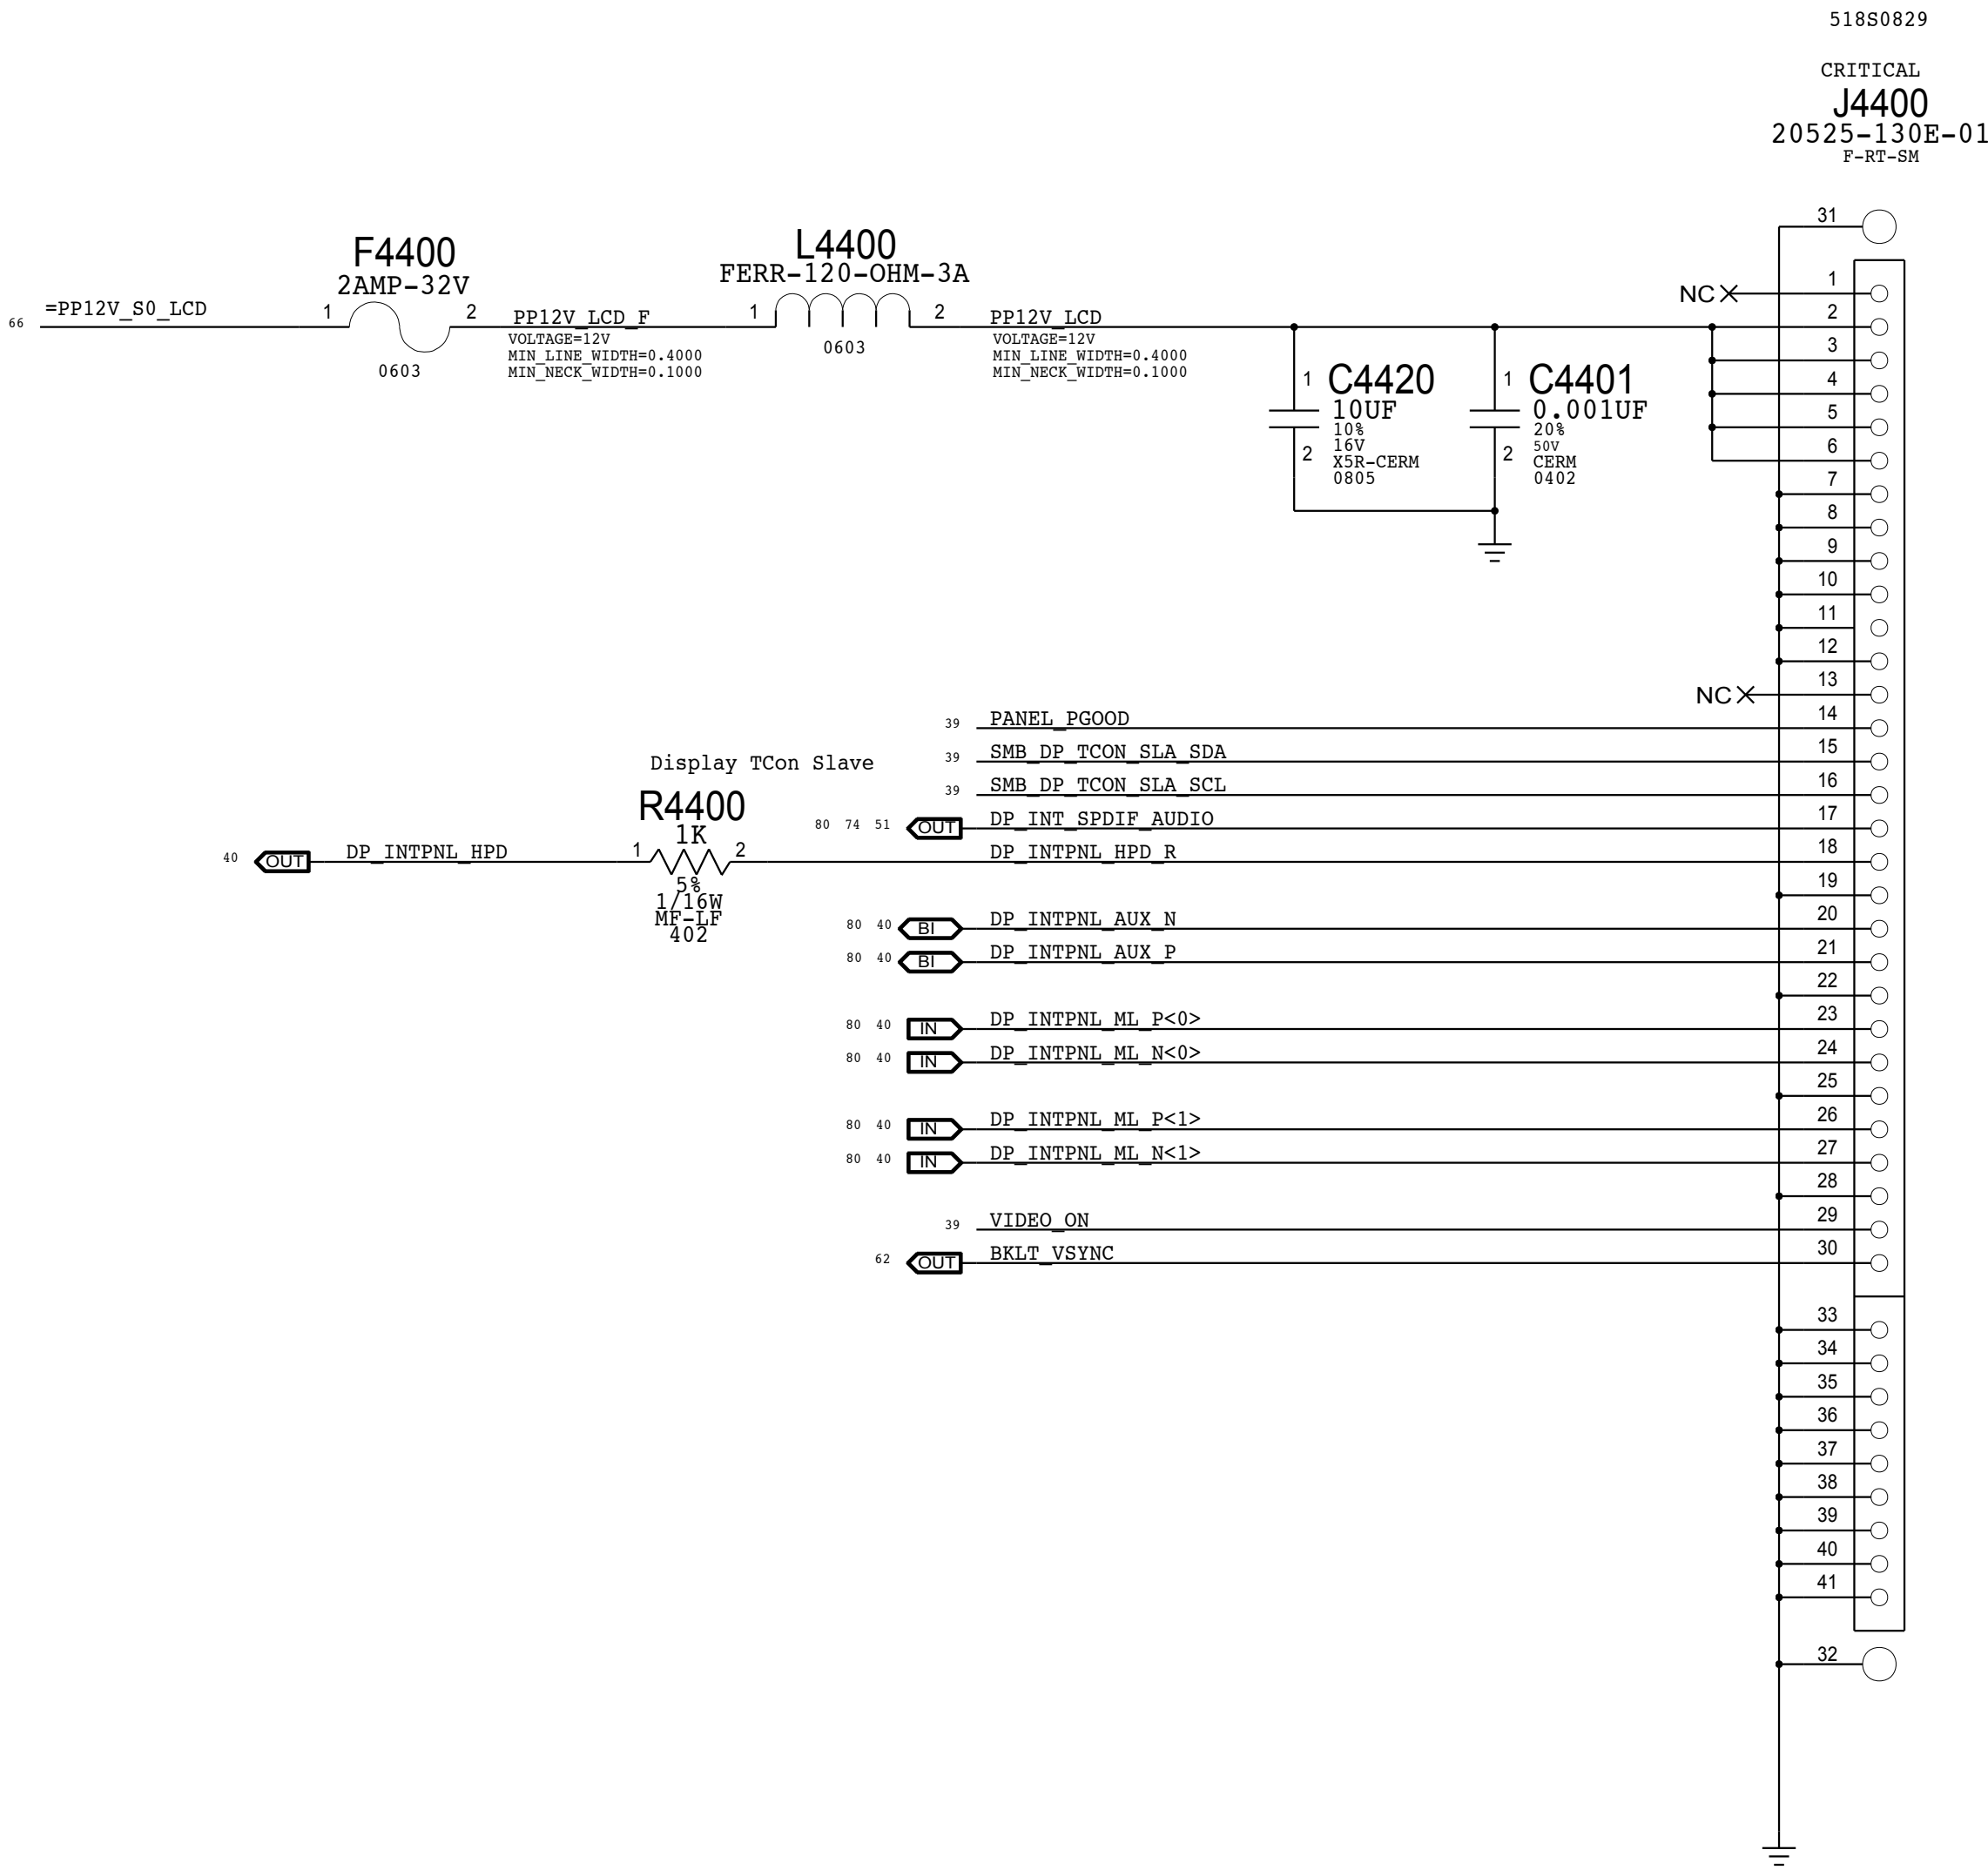 518S0829
CRITICAL
J4400
20525-130E-01
F-RT-SM
31
F4400
2AMP-32V
L4400
FERR-120-OHM-3A
66 =PP12V_S0_LCD 1 2 PP12V_LCD_F 1 2 PP12V_LCD
0603
VOLTAGE=12V
MIN_LINE_WIDTH=0.4000
MIN_NECK_WIDTH=0.1000
0603
VOLTAGE=12V
MIN_LINE_WIDTH=0.4000
MIN_NECK_WIDTH=0.1000
NC 1
2
3
4
5
6
1 C4420
10UF
10%
16V
2 X5R-CERM
0805
1 C4401
0.001UF
20%
50V
2 CERM
0402
7
8
9
10
11
12
NC 13
39 PANEL_PGOOD 14
39 SMB_DP_TCON_SLA_SDA 15
Display TCon Slave
39 SMB_DP_TCON_SLA_SCL 16
80 74 51 OUT DP_INT_SPDIF_AUDIO 17
R4400
1K
40 OUT DP_INTPNL_HPD 1 2 DP_INTPNL_HPD_R 18
5%
1/16W
MF-LF
402
19
80 40 BI DP_INTPNL_AUX_N 20
80 40 BI DP_INTPNL_AUX_P 21
22
80 40 IN DP_INTPNL_ML_P<0> 23
80 40 IN DP_INTPNL_ML_N<0> 24
25
80 40 IN DP_INTPNL_ML_P<1> 26
80 40 IN DP_INTPNL_ML_N<1> 27
28
39 VIDEO_ON 29
62 OUT BKLT_VSYNC 30
33
34
35
36
37
38
39
40
41
32